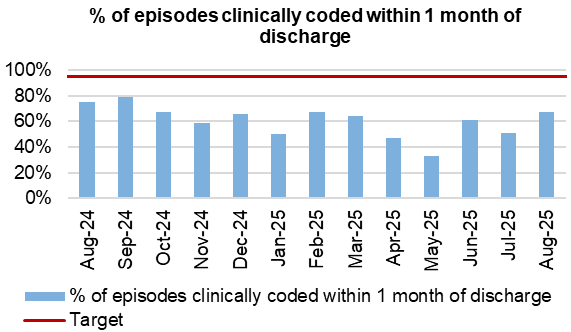 % of episodes clinically coded within 1 month of
discharge
100%
80%
60%
40%
20%
0%
Aug-24
Sep-24
Oct-24
Nov-24
Dec-24
Jan-25
Feb-25
Mar-25
Apr-25
May-25
Jun-25
Jul-25
Aug-25
% of episodes clinically coded within 1 month of discharge
Target